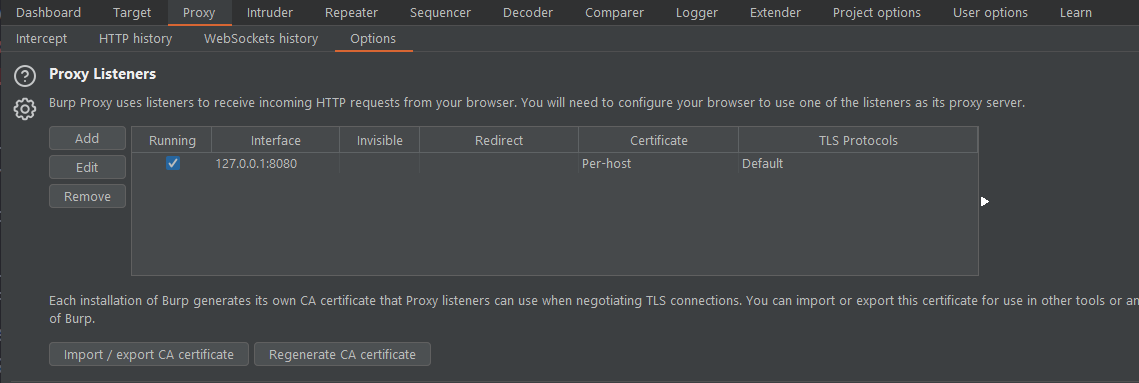 Dashboard Target Proxy Intruder Repeater Sequencer Decoder Comparer Logger Extender Project options User options Learn
Intercept HTTP history WebSockets history Options
? Proxy Listeners
Burp Proxy uses listeners to receive incoming HTTP requests from your browser. You will need to configure your browser to use one of the listeners as its proxy server.
Add Running Interface Invisible Redirect Certificate TLS Protocols
Edit 127.0.0.1:8080 Per-host Default
Remove
Each installation of Burp generates its own CA certificate that Proxy listeners can use when negotiating TLS connections. You can import or export this certificate for use in other tools or an
of Burp.
Import / export CA certificate Regenerate CA certificate